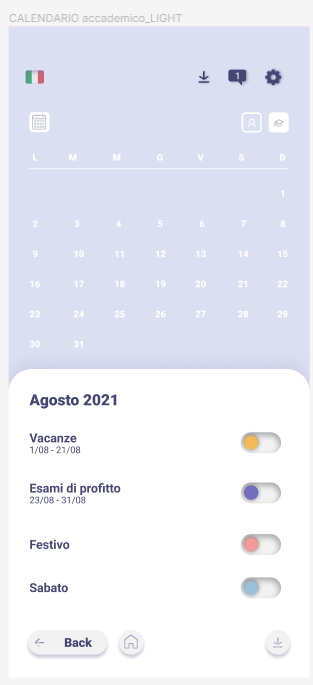 CALENDARIO accademico_LIGHT
1
L M M G V S D
1
2 3 4 5 6 7 8
9 10 11 12 13 14 15
16 17 18 19 20 21 22
23 24 25 26 27 28 29
30 31
Agosto 2021
Vacanze
1/08 - 21/08
Esami di profitto
23/08 - 31/08
Festivo
Sabato
Back